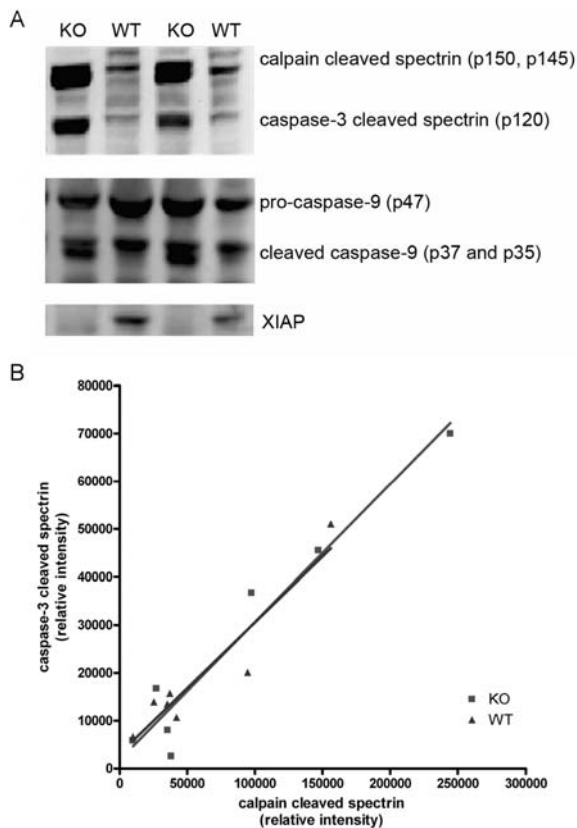 A
KO WT KO WT
calpain cleaved spectrin (p150, p145)
caspase-3 cleaved spectrin (p120)
pro-caspase-9 (p47)
cleaved caspase-9 (p37 and p35)
XIAP
B
caspase-3 cleaved spectrin
(relative intensity)
80000
70000
60000
50000
40000
30000
20000
10000
0
KO
WT
0 50000 100000 150000 200000 250000 300000
calpain cleaved spectrin
(relative intensity)